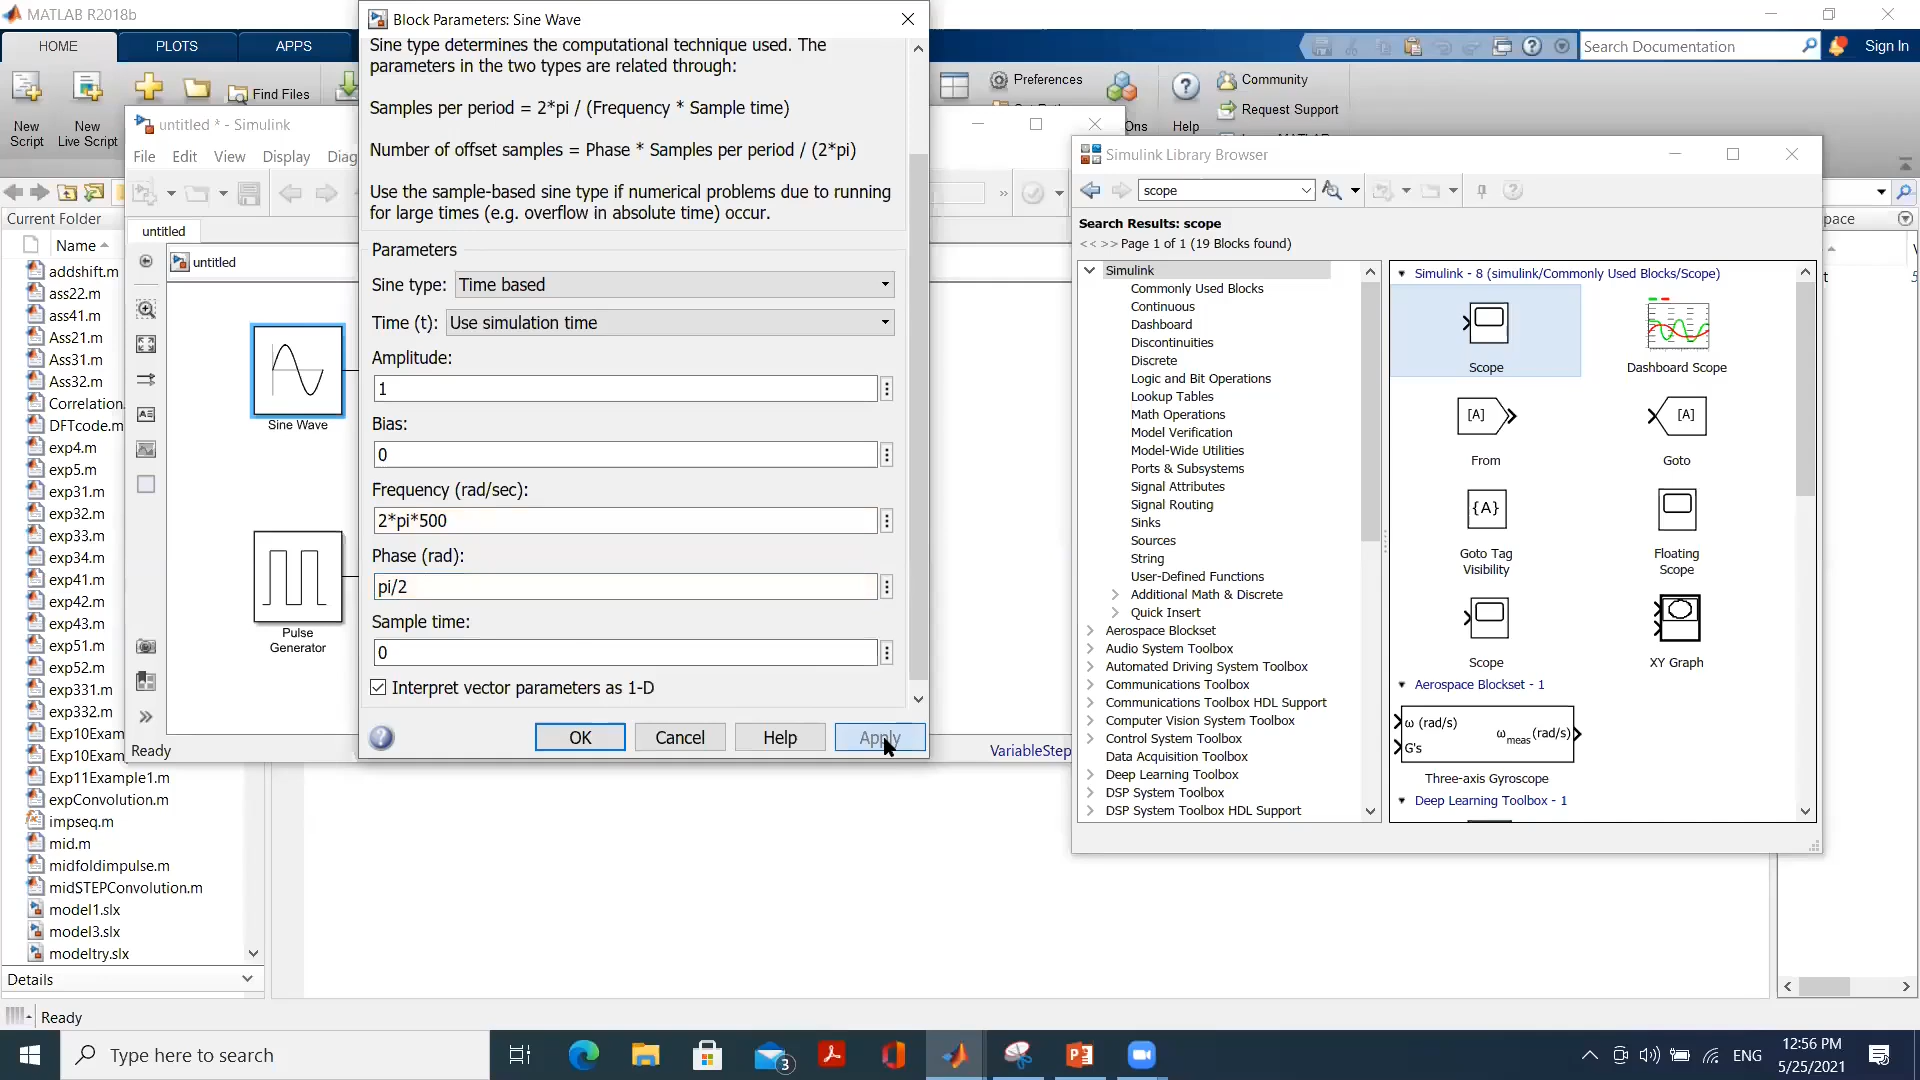 MATLAB R2018b
HOME
PLOTS
APPS
Search Documentation
Sign In
New
Script
New
Live Script
Find Files
Preferences
Community
Request Support
Ons
Help
Current Folder
Name
addshift.m
ass22.m
ass41.m
Ass21.m
Ass31.m
Ass32.m
Correlation.
DFTcode.m
exp4.m
exp5.m
exp31.m
exp32.m
exp33.m
exp34.m
exp41.m
exp42.m
exp43.m
exp51.m
exp52.m
exp331.m
exp332.m
Exp10Exam
Exp10Exam
Exp11Example1.m
expConvolution.m
impseq.m
mid.m
midfoldimpulse.m
midSTEPConvolution.m
model1.slx
model3.slx
modeltry.slx
Details
Ready
untitled * - Simulink
File
Edit
View
Display
Diag
untitled
untitled
Sine Wave
Pulse
Generator
Ready
VariableStep
Block Parameters: Sine Wave
Sine type determines the computational technique used. The
parameters in the two types are related through:
Samples per period = 2*pi / (Frequency * Sample time)
Number of offset samples = Phase * Samples per period / (2*pi)
Use the sample-based sine type if numerical problems due to running
for large times (e.g. overflow in absolute time) occur.
Parameters
Sine type: Time based
Time (t): Use simulation time
Amplitude:
1
Bias:
0
Frequency (rad/sec):
2*pi*500
Phase (rad):
pi/2
Sample time:
0
Interpret vector parameters as 1-D
OK
Cancel
Help
Apply
Simulink Library Browser
scope
Search Results: scope
<< >> Page 1 of 1 (19 Blocks found)
Simulink
Commonly Used Blocks
Continuous
Dashboard
Discontinuities
Discrete
Logic and Bit Operations
Lookup Tables
Math Operations
Model Verification
Model-Wide Utilities
Ports & Subsystems
Signal Attributes
Signal Routing
Sinks
Sources
String
User-Defined Functions
Additional Math & Discrete
Quick Insert
Aerospace Blockset
Audio System Toolbox
Automated Driving System Toolbox
Communications Toolbox
Communications Toolbox HDL Support
Computer Vision System Toolbox
Control System Toolbox
Data Acquisition Toolbox
Deep Learning Toolbox
DSP System Toolbox
DSP System Toolbox HDL Support
Simulink - 8 (simulink/Commonly Used Blocks/Scope)
Scope
Dashboard Scope
[A]
From
[A]
Goto
{A}
Goto Tag
Visibility
Floating
Scope
Scope
XY Graph
Aerospace Blockset - 1
ω (rad/s)
G's
ωmeas (rad/s)
Three-axis Gyroscope
Deep Learning Toolbox - 1
pace
Type here to search
3
ENG
12:56 PM
5/25/2021